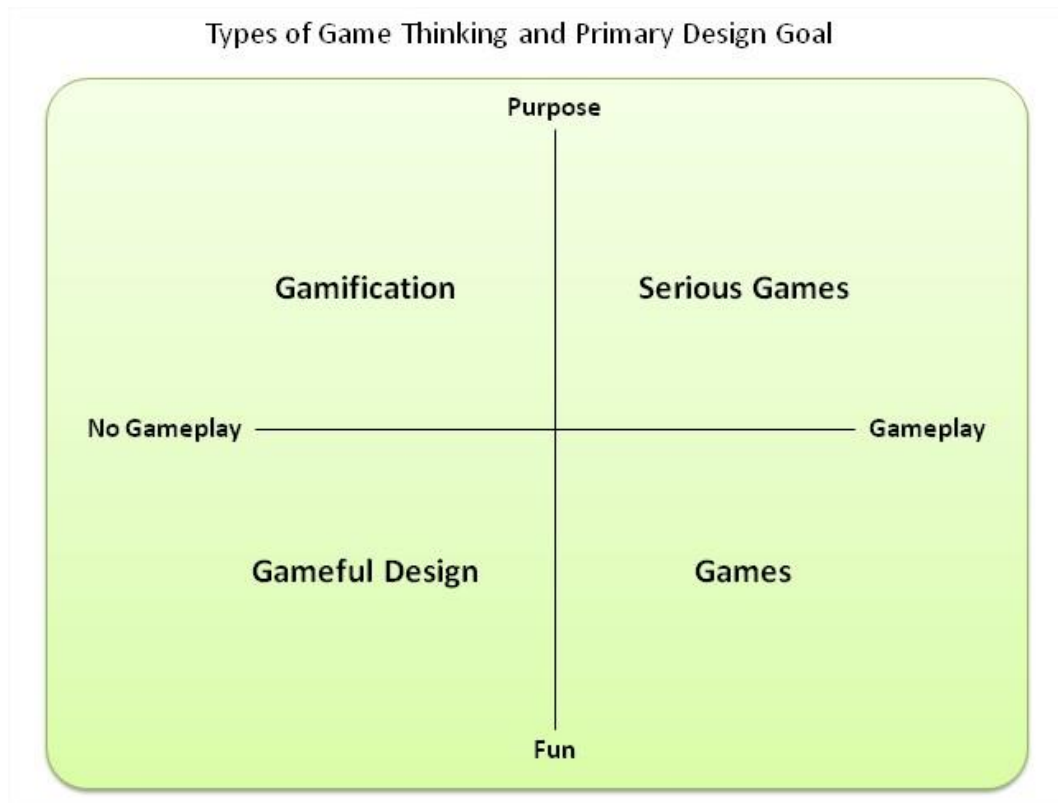 Types of Game Thinking and Primary Design Goal
Purpose
Gamification
Serious Games
No Gameplay
Gameplay
Gameful Design
Games
Fun